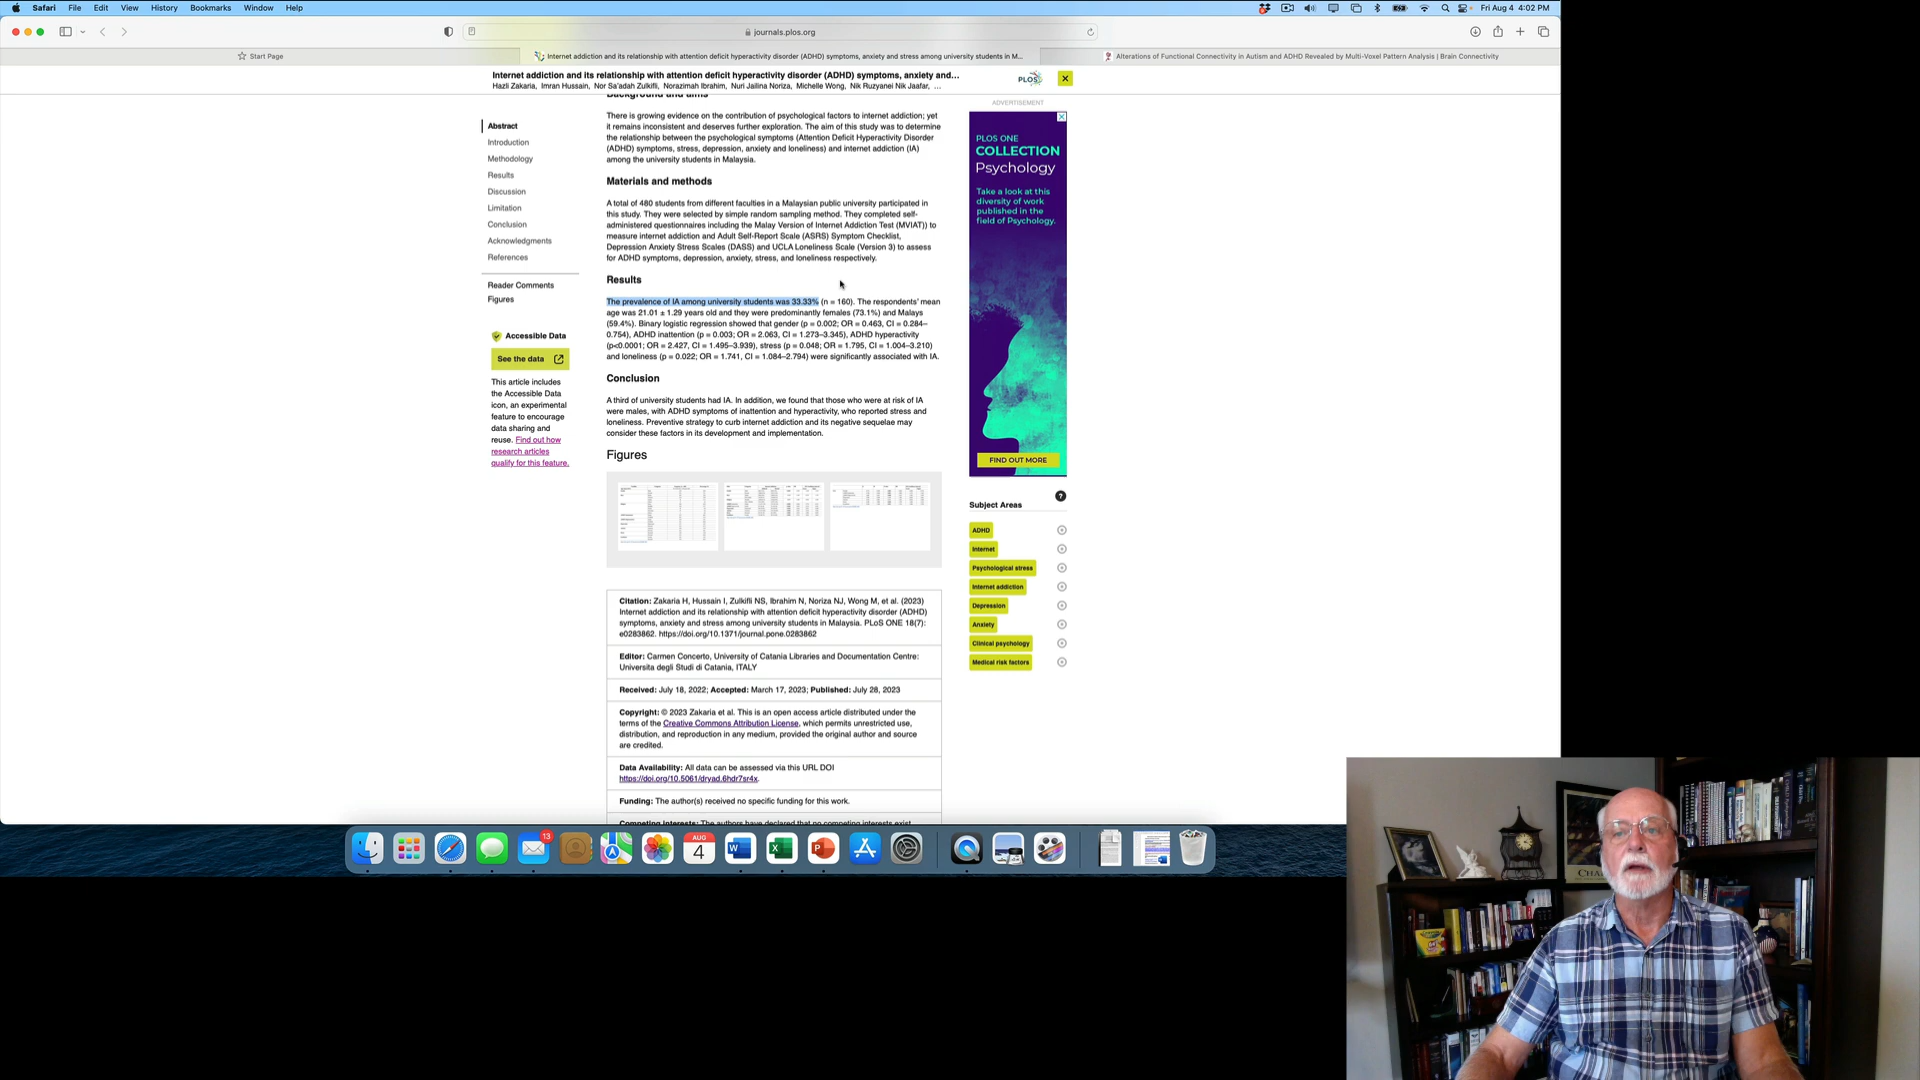 Safari File Edit View History Bookmarks Window Help
Fri Aug 4 4:02 PM
journals.plos.org
Start Page
Internet addiction and its relationship with attention deficit hyperactivity disorder (ADHD) symptoms, anxiety and stress among university students in M...
Alterations of Functional Connectivity in Autism and ADHD Revealed by Multi-Voxel Pattern Analysis | Brain Connectivity
Internet addiction and its relationship with attention deficit hyperactivity disorder (ADHD) symptoms, anxiety and...
Hazli Zakaria, Imran Hussain, Nor Sa'adah Zulkifli, Norazimah Ibrahim, Nuri Jailina Noriza, Michelle Wong, Nik Ruzyanei Nik Jaafar, ...
PLOS
Abstract
Introduction
Methodology
Results
Discussion
Limitation
Conclusion
Acknowledgments
References
Reader Comments
Figures
Accessible Data
See the data
This article includes
the Accessible Data
icon, an experimental
feature to encourage
data sharing and
reuse. Find out how
research articles
qualify for this feature.
Background and aims
There is growing evidence on the contribution of psychological factors to internet addiction; yet
it remains inconsistent and deserves further exploration. The aim of this study was to determine
the relationship between the psychological symptoms (Attention Deficit Hyperactivity Disorder
(ADHD) symptoms, stress, depression, anxiety and loneliness) and internet addiction (IA)
among the university students in Malaysia.
Materials and methods
A total of 480 students from different faculties in a Malaysian public university participated in
this study. They were selected by simple random sampling method. They completed self-
administered questionnaires including the Malay Version of Internet Addiction Test (MVIAT)) to
measure internet addiction and Adult Self-Report Scale (ASRS) Symptom Checklist,
Depression Anxiety Stress Scales (DASS) and UCLA Loneliness Scale (Version 3) to assess
for ADHD symptoms, depression, anxiety, stress, and loneliness respectively.
Results
The prevalence of IA among university students was 33.33% (n = 160). The respondents' mean
age was 21.01 ± 1.29 years old and they were predominantly females (73.1%) and Malays
(59.4%). Binary logistic regression showed that gender (p = 0.002; OR = 0.463, CI = 0.284–
0.754), ADHD inattention (p = 0.003; OR = 2.063, CI = 1.273–3.345), ADHD hyperactivity
(p<0.0001; OR = 2.427, CI = 1.495–3.939), stress (p = 0.048; OR = 1.795, CI = 1.004–3.210)
and loneliness (p = 0.022; OR = 1.741, CI = 1.084–2.794) were significantly associated with IA.
Conclusion
A third of university students had IA. In addition, we found that those who were at risk of IA
were males, with ADHD symptoms of inattention and hyperactivity, who reported stress and
loneliness. Preventive strategy to curb internet addiction and its negative sequelae may
consider these factors in its development and implementation.
Figures
Citation: Zakaria H, Hussain I, Zulkifli NS, Ibrahim N, Noriza NJ, Wong M, et al. (2023)
Internet addiction and its relationship with attention deficit hyperactivity disorder (ADHD)
symptoms, anxiety and stress among university students in Malaysia. PLoS ONE 18(7):
e0283862. https://doi.org/10.1371/journal.pone.0283862
Editor: Carmen Concerto, University of Catania Libraries and Documentation Centre:
Universita degli Studi di Catania, ITALY
Received: July 18, 2022; Accepted: March 17, 2023; Published: July 28, 2023
Copyright: © 2023 Zakaria et al. This is an open access article distributed under the
terms of the Creative Commons Attribution License, which permits unrestricted use,
distribution, and reproduction in any medium, provided the original author and source
are credited.
Data Availability: All data can be assessed via this URL DOI
https://doi.org/10.5061/dryad.6hdr7sr4x.
Funding: The author(s) received no specific funding for this work.
Competing interests: The authors have declared that no competing interests exist.
ADVERTISEMENT
PLOS ONE
COLLECTION
Psychology
Take a look at this
diversity of work
published in the
field of Psychology.
FIND OUT MORE
Subject Areas
?
ADHD
Internet
Psychological stress
Internet addiction
Depression
Anxiety
Clinical psychology
Medical risk factors
13
AUG
4